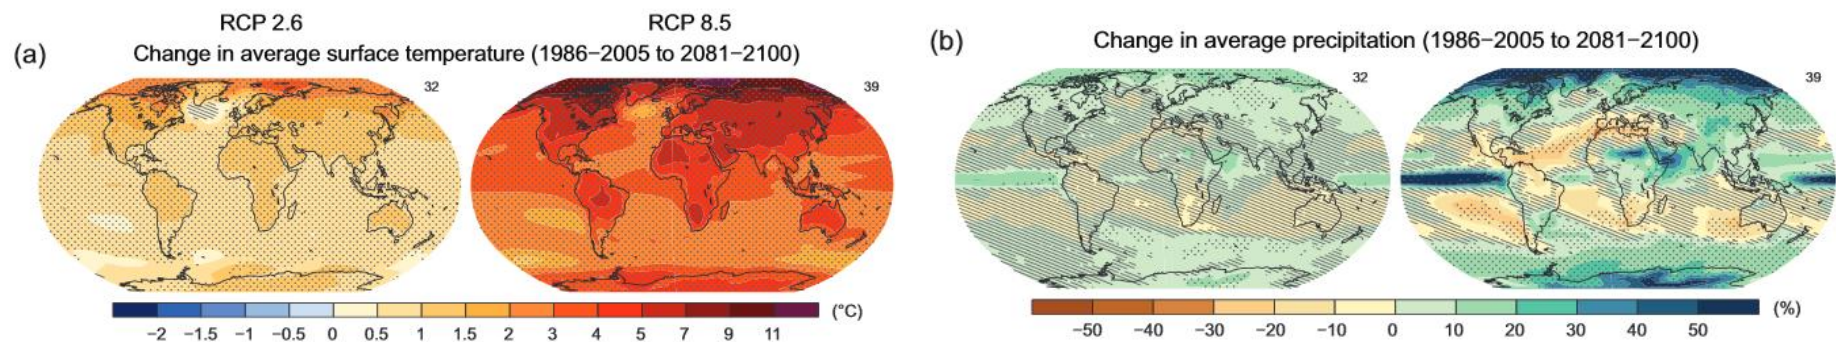 RCP 2.6
RCP 8.5
(a)
Change in average surface temperature (1986−2005 to 2081−2100)
32
39
−2 −1.5 −1 −0.5 0 0.5 1 1.5 2 3 4 5 7 9 11 (°C)
(b)
Change in average precipitation (1986−2005 to 2081−2100)
32
39
−50 −40 −30 −20 −10 0 10 20 30 40 50 (%)